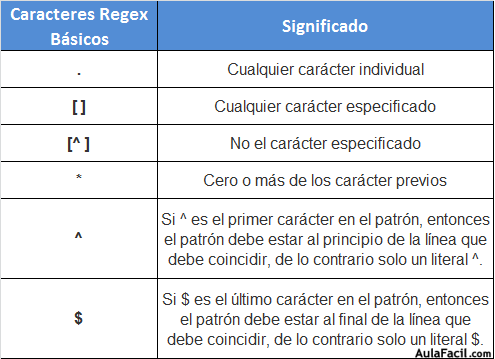 Caracteres Regex Básicos	Significado
.	Cualquier carácter individual
[ ]	Cualquier carácter especificado
[^ ]	No el carácter especificado
*	Cero o más de los carácter previos
^	Si ^ es el primer carácter en el patrón, entonces
el patrón debe estar al principio de la línea que
debe coincidir, de lo contrario solo un literal ^.
$	Si $ es el último carácter en el patrón, entonces
el patrón debe estar al final de la línea que
debe coincidir, de lo contrario solo un literal $.
AulaFacil.com